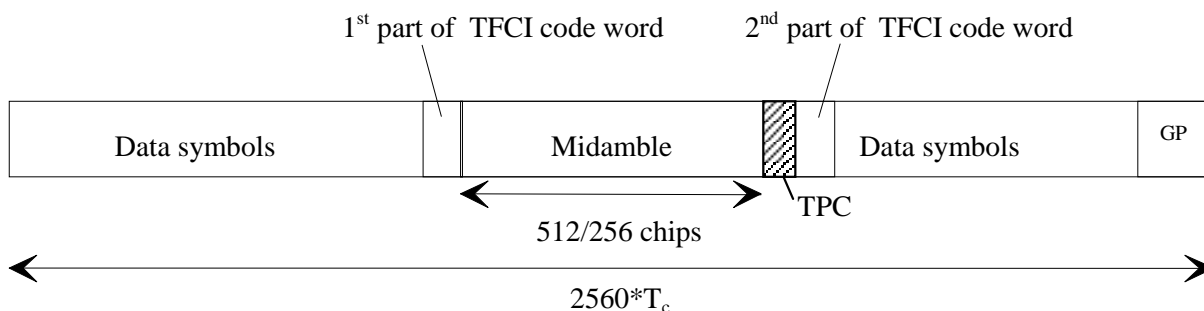 1st part of TFCI code word
2nd part of TFCI code word
Data symbols
Midamble
Data symbols
GP
TPC
512/256 chips
2560*Tc